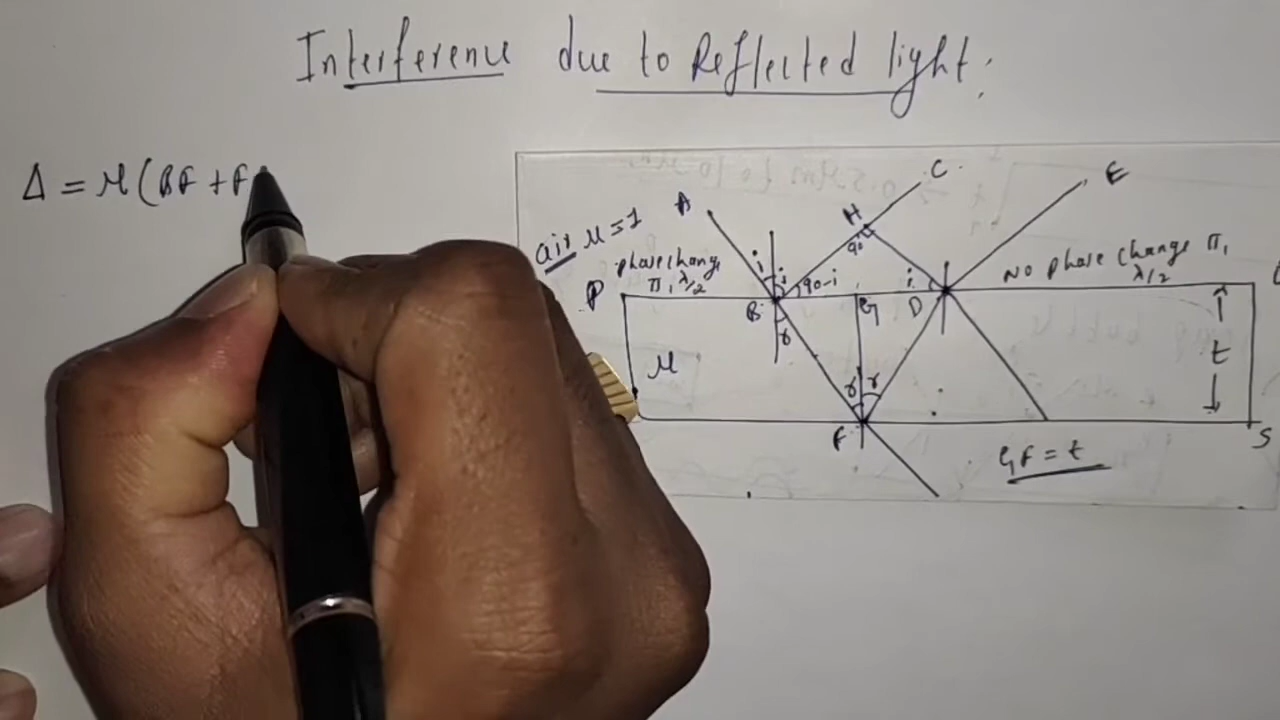 Interference due to Reflected light:
Δ = μ(BF + F
A
H
C
E
air μ=1
phase change
π, λ/2
i
i
90-i
90
i
No phase change π,
λ/2
P
B
G
D
r
μ
r
r
t
F
S
GF = t